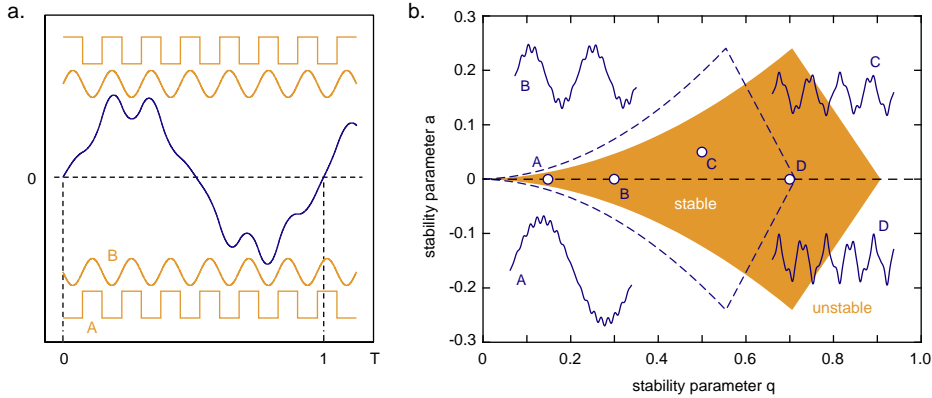 a.
0
B
A
0
1
T
b.
stability parameter a
0.3
0.2
0.1
0
-0.1
-0.2
-0.3
B
C
A
B
C
D
stable
A
D
unstable
0
0.2
0.4
0.6
0.8
1.0
stability parameter q